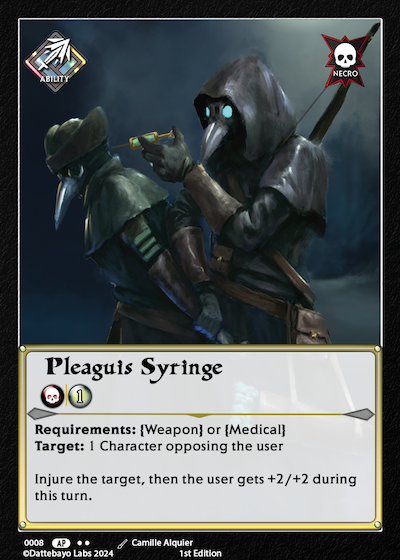 ABILITY
NECRO
Pleaguis Syringe
1
Requirements: {Weapon} or {Medical}
Target: 1 Character opposing the user
Injure the target, then the user gets +2/+2 during
this turn.
0008 AP Camille Alquier
©Dattebayo Labs 2024 1st Edition